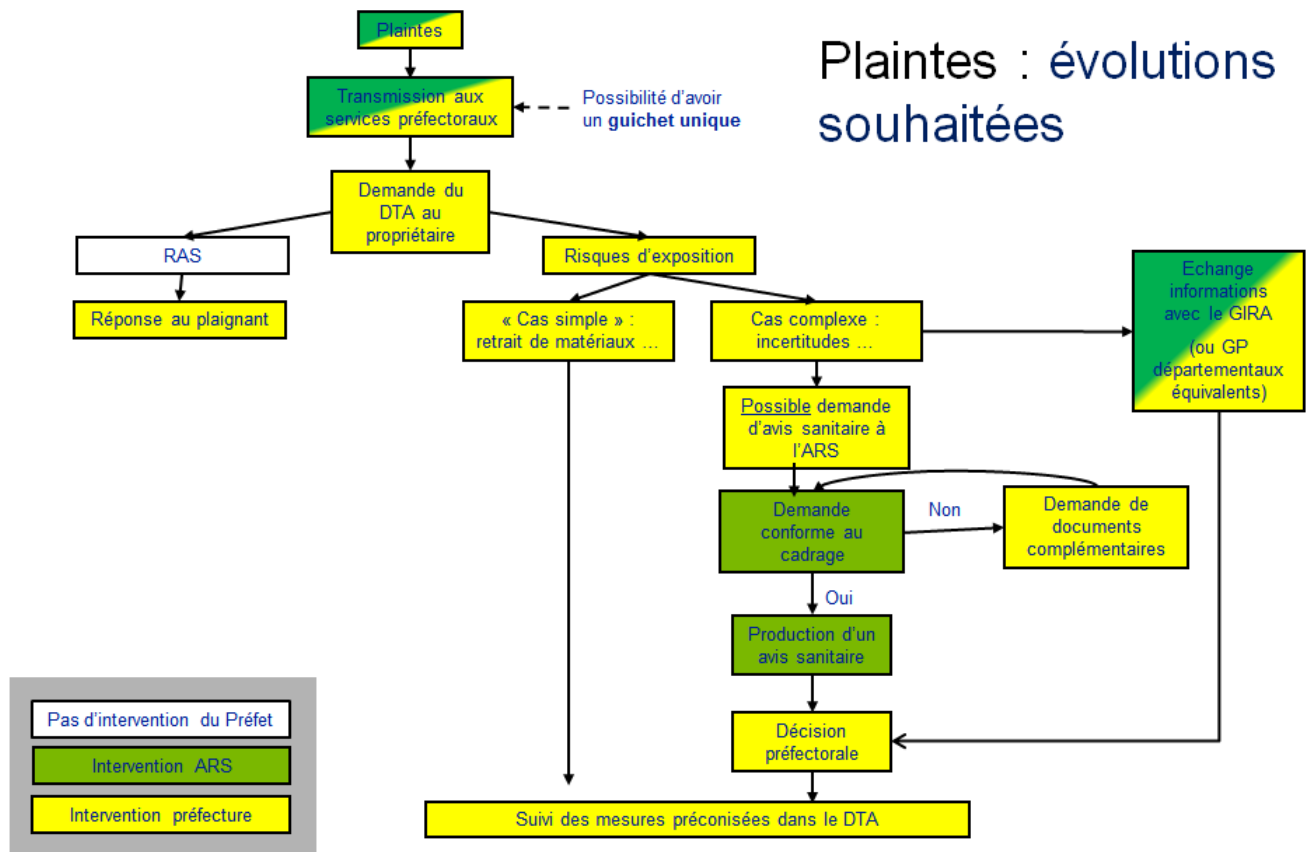 Plaintes
Plaintes : évolutions
souhaitées
Transmission aux
services préfectoraux
Possibilité d'avoir
un guichet unique
Demande du
DTA au
propriétaire
RAS
Risques d'exposition
Réponse au plaignant
« Cas simple » :
retrait de matériaux ...
Cas complexe :
incertitudes ...
Echange
informations
avec le GIRA
(ou GP
départementaux
équivalents)
Possible demande
d'avis sanitaire à
l'ARS
Demande
conforme au
cadrage
Non
Demande de
documents
complémentaires
Oui
Production d'un
avis sanitaire
Décision
préfectorale
Suivi des mesures préconisées dans le DTA
Pas d'intervention du Préfet
Intervention ARS
Intervention préfecture